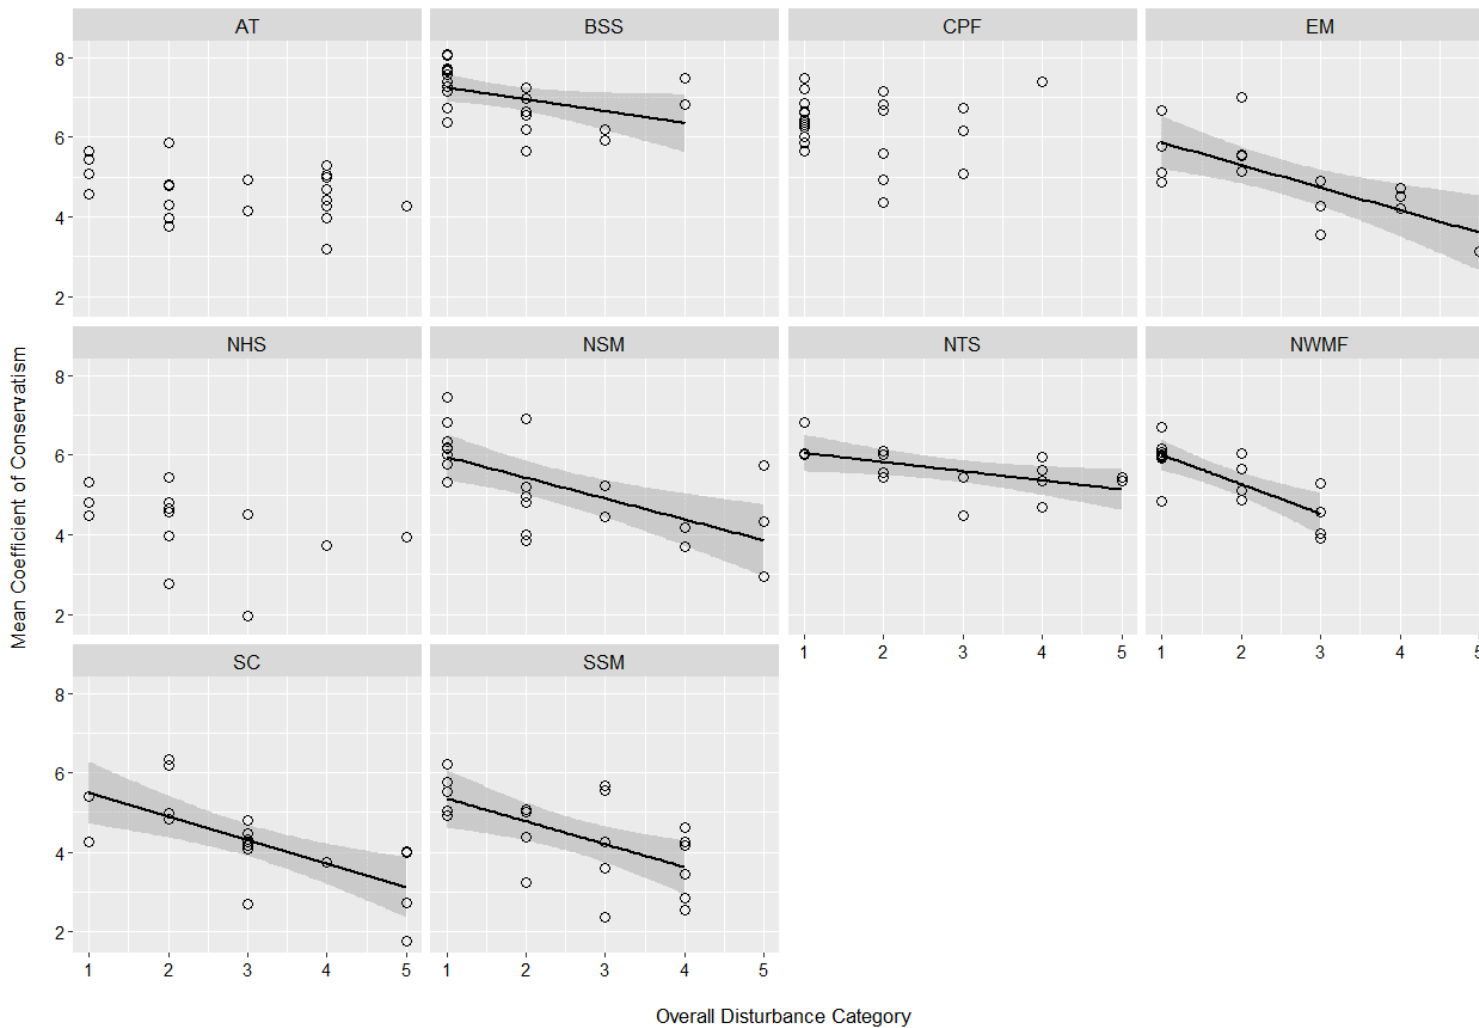 AT BSS CPF EM
8
6
4
2
NHS NSM NTS NWMF
8
6
4
2
1 2 3 4 5 1 2 3 4 5
SC SSM
8
6
4
2
1 2 3 4 5 1 2 3 4 5
Mean Coefficient of Conservatism
Overall Disturbance Category